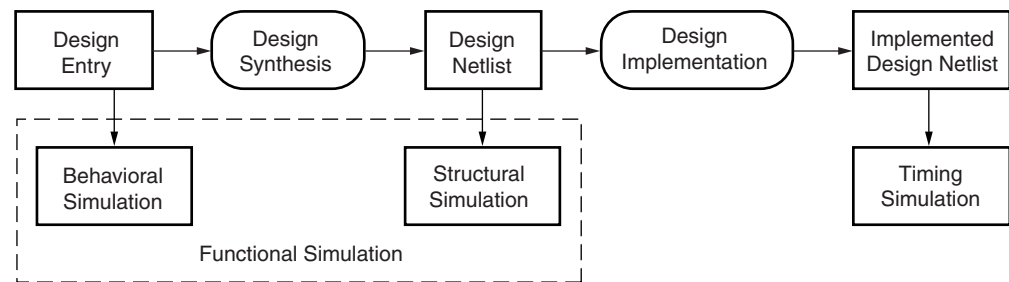 Design
Entry
Design
Synthesis
Design
Netlist
Design
Implementation
Implemented
Design Netlist
Behavioral
Simulation
Structural
Simulation
Timing
Simulation
Functional Simulation